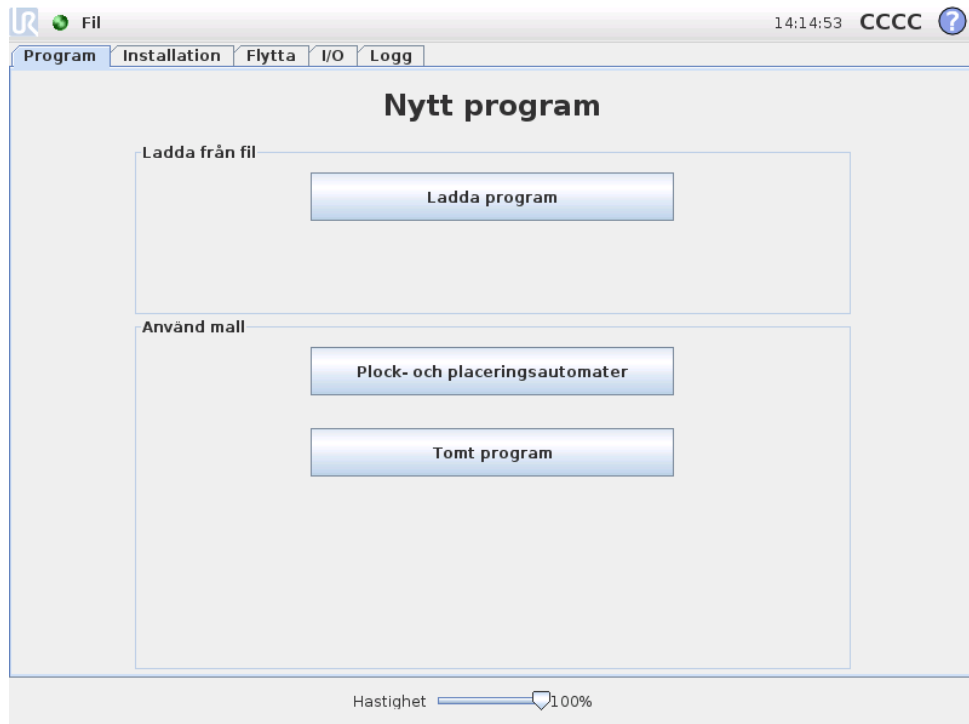 UR Fil 14:14:53 CCCC ?
Program Installation Flytta I/O Logg
Nytt program
Ladda från fil
Ladda program
Använd mall
Plock- och placeringsautomater
Tomt program
Hastighet 100%